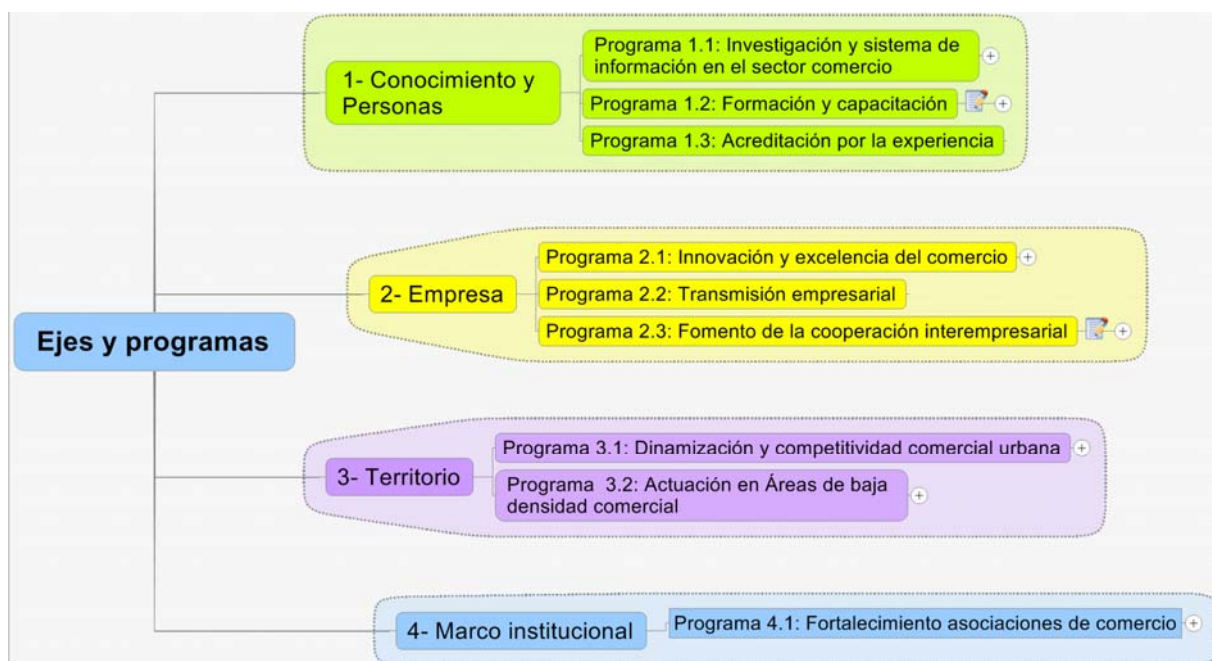 Ejes y programas
1- Conocimiento y
Personas
Programa 1.1: Investigación y sistema de
información en el sector comercio
Programa 1.2: Formación y capacitación
Programa 1.3: Acreditación por la experiencia
2- Empresa
Programa 2.1: Innovación y excelencia del comercio
Programa 2.2: Transmisión empresarial
Programa 2.3: Fomento de la cooperación interempresarial
3- Territorio
Programa 3.1: Dinamización y competitividad comercial urbana
Programa 3.2: Actuación en Áreas de baja
densidad comercial
4- Marco institucional
Programa 4.1: Fortalecimiento asociaciones de comercio